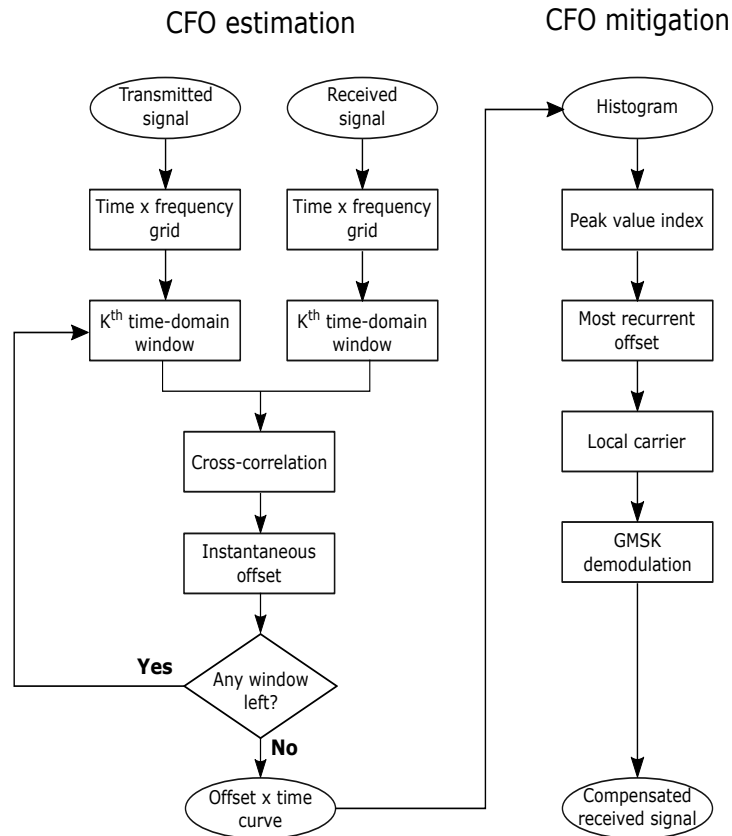 CFO estimation
CFO mitigation
Transmitted
signal
Received
signal
Histogram
Time x frequency
grid
Time x frequency
grid
Peak value index
Kth time-domain
window
Kth time-domain
window
Most recurrent
offset
Cross-correlation
Local carrier
Instantaneous
offset
GMSK
demodulation
Yes
Any window
left?
No
Offset x time
curve
Compensated
received signal